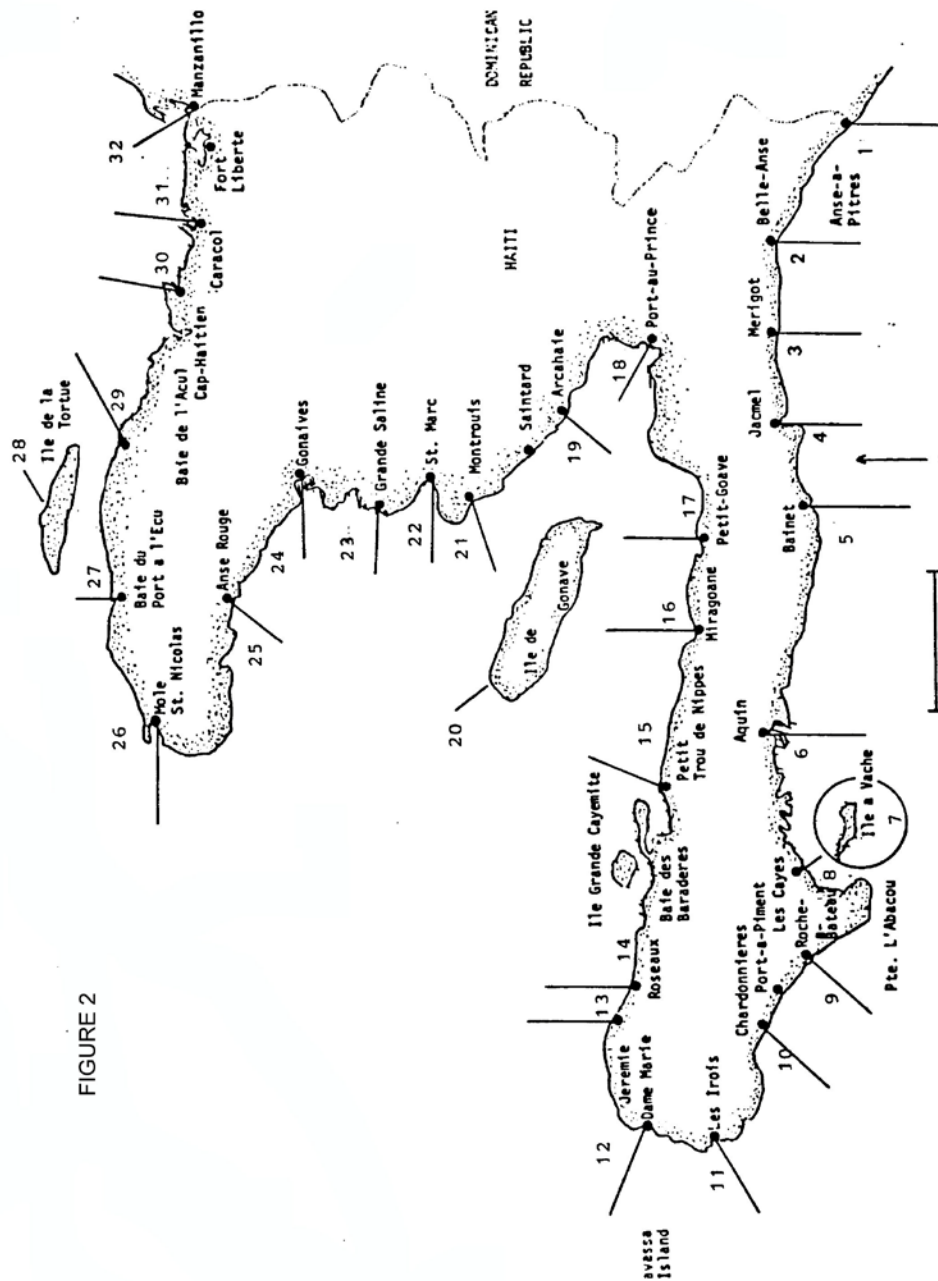 FIGURE 2
28
Ile de la
Tortue
29
27
Baie du
Port a l'Ecu
26
Mole
St. Nicolas
Baie de l'Acul
Cap-Haitien
30
Caracol
31
Fort
Liberte
32
Manzanillo
DOMINICAN
REPUBLIC
HAITI
Anse Rouge
25
24
Gonaives
23
Grande Saline
22
St. Marc
21
Montrouis
Saintard
Arcahaie
19
20
Ile de
Gonave
18
Port-au-Prince
17
Petit-Goave
16
Miragoane
15
Petit
Trou de Nippes
Ile Grande Cayemite
Baie des
Baraderes
14
Roseaux
13
Jeremie
12
Dame Marie
avassa
Island
11
Les Irois
Chardonnieres
10
Port-a-Piment
9
Roche-
Bateau
Les Cayes
8
Pte. L'Abacou
Ile a Vache
7
Aquin
6
Bainet
5
Jacmel
4
Merigot
3
Belle-Anse
2
Anse-a-
Pitres
1